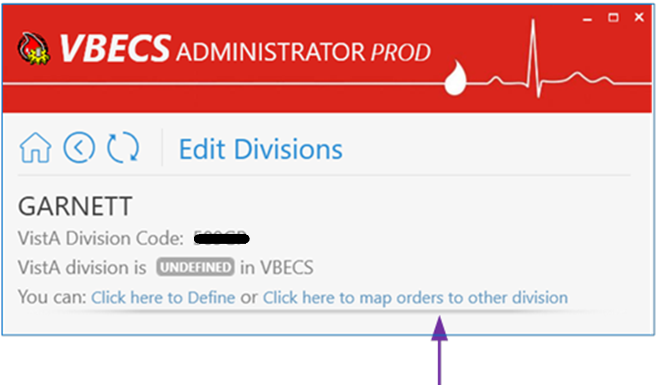 VBECS ADMINISTRATOR PROD
Edit Divisions
GARNETT
VistA Division Code:
VistA division is UNDEFINED in VBECS
You can: Click here to Define or Click here to map orders to other division